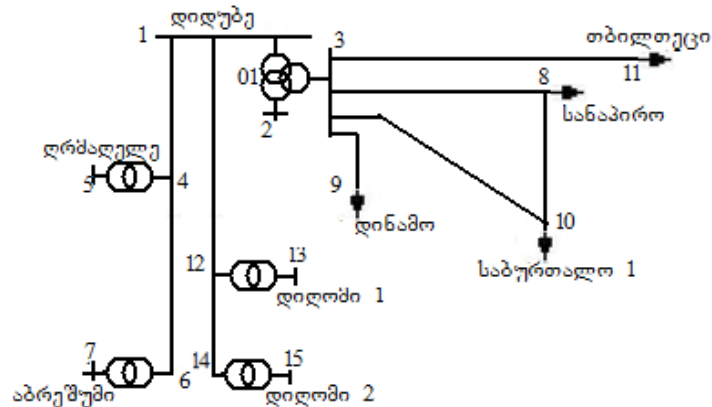 დიდუბე
1
3
თბილთეცი
01
8
11
2
სანაპირო
ღრმაღელე
5
4
9
10
დინამო
12
13
საბურთალო 1
დიღომი 1
7
14
15
6
აბრეშუმი
დიღომი 2